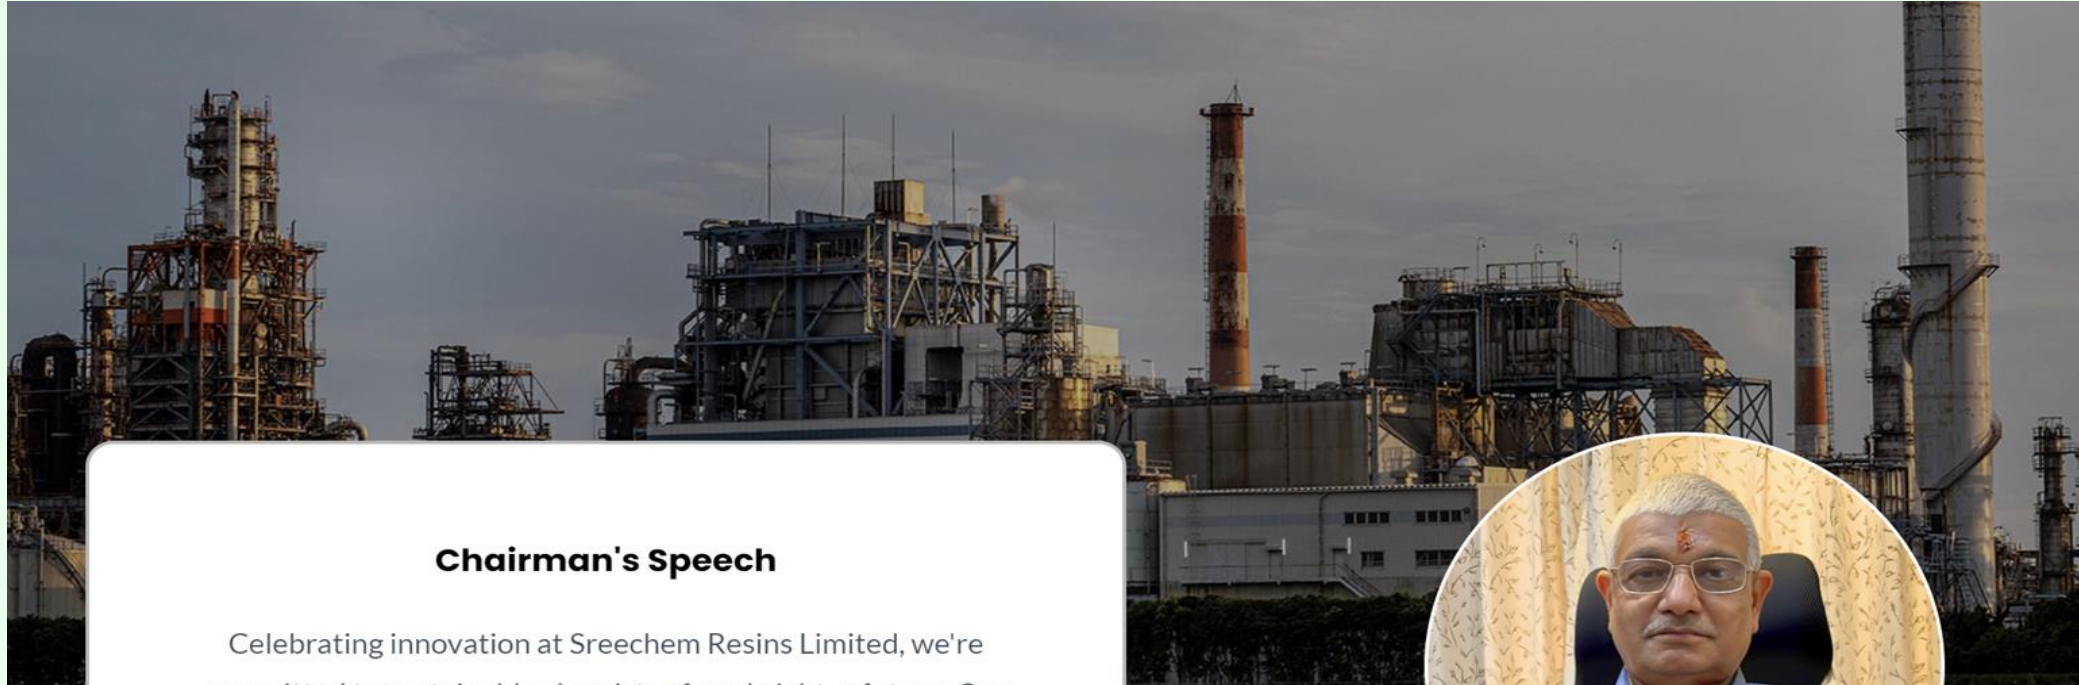 Chairman's Speech
Celebrating innovation at Sreechem Resins Limited, we're